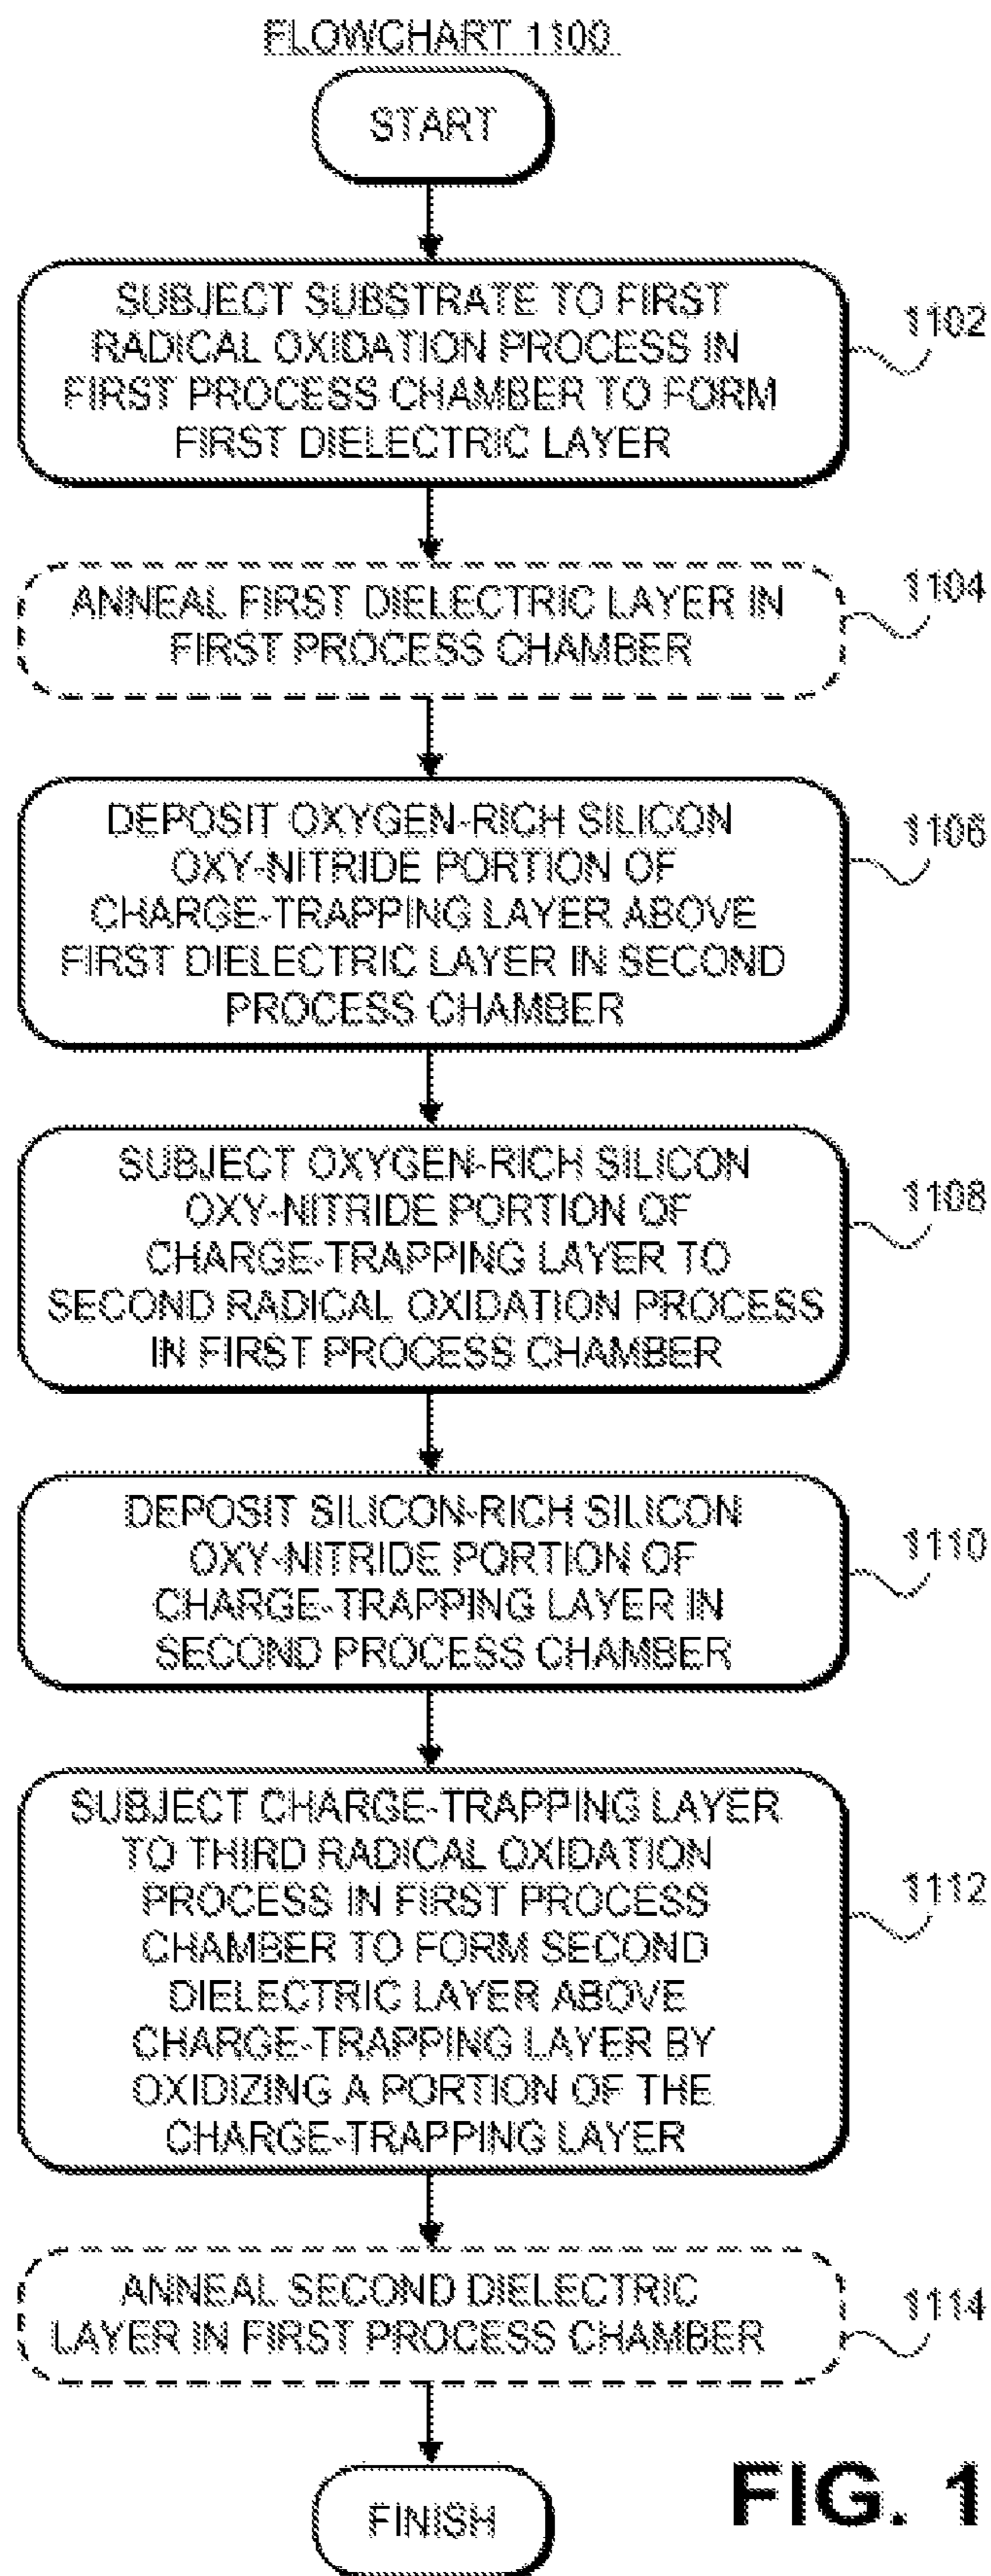 FLOWCHART 1100
START
SUBJECT SUBSTRATE TO FIRST
RADICAL OXIDATION PROCESS IN
FIRST PROCESS CHAMBER TO FORM
FIRST DIELECTRIC LAYER
1102
ANNEAL FIRST DIELECTRIC LAYER IN
FIRST PROCESS CHAMBER
1104
DEPOSIT OXYGEN-RICH SILICON
OXY-NITRIDE PORTION OF
CHARGE-TRAPPING LAYER ABOVE
FIRST DIELECTRIC LAYER IN SECOND
PROCESS CHAMBER
1106
SUBJECT OXYGEN-RICH SILICON
OXY-NITRIDE PORTION OF
CHARGE-TRAPPING LAYER TO
SECOND RADICAL OXIDATION PROCESS
IN FIRST PROCESS CHAMBER
1108
DEPOSIT SILICON-RICH SILICON
OXY-NITRIDE PORTION OF
CHARGE-TRAPPING LAYER IN
SECOND PROCESS CHAMBER
1110
SUBJECT CHARGE-TRAPPING LAYER
TO THIRD RADICAL OXIDATION
PROCESS IN FIRST PROCESS
CHAMBER TO FORM SECOND
DIELECTRIC LAYER ABOVE
CHARGE-TRAPPING LAYER BY
OXIDIZING A PORTION OF THE
CHARGE-TRAPPING LAYER
1112
ANNEAL SECOND DIELECTRIC
LAYER IN FIRST PROCESS CHAMBER
1114
FINISH
FIG. 1